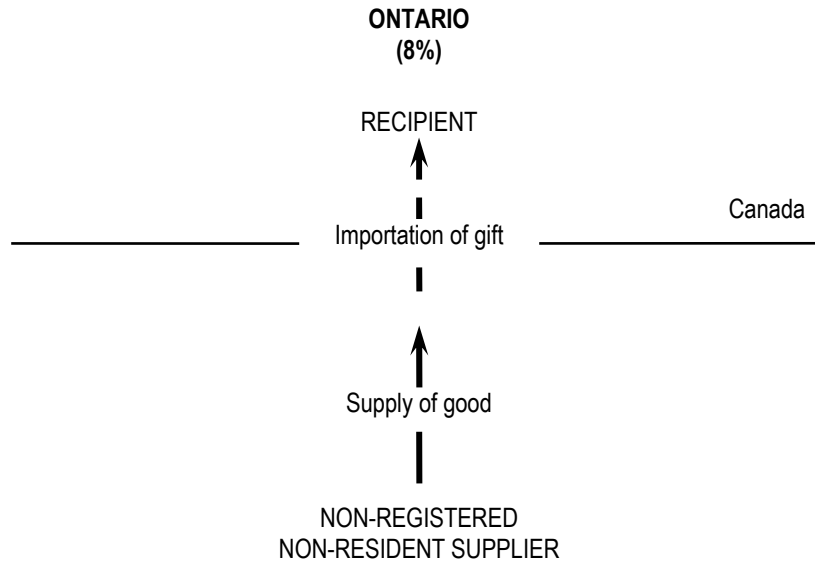 ONTARIO
(8%)
RECIPIENT
Canada
Importation of gift
Supply of good
NON-REGISTERED
NON-RESIDENT SUPPLIER